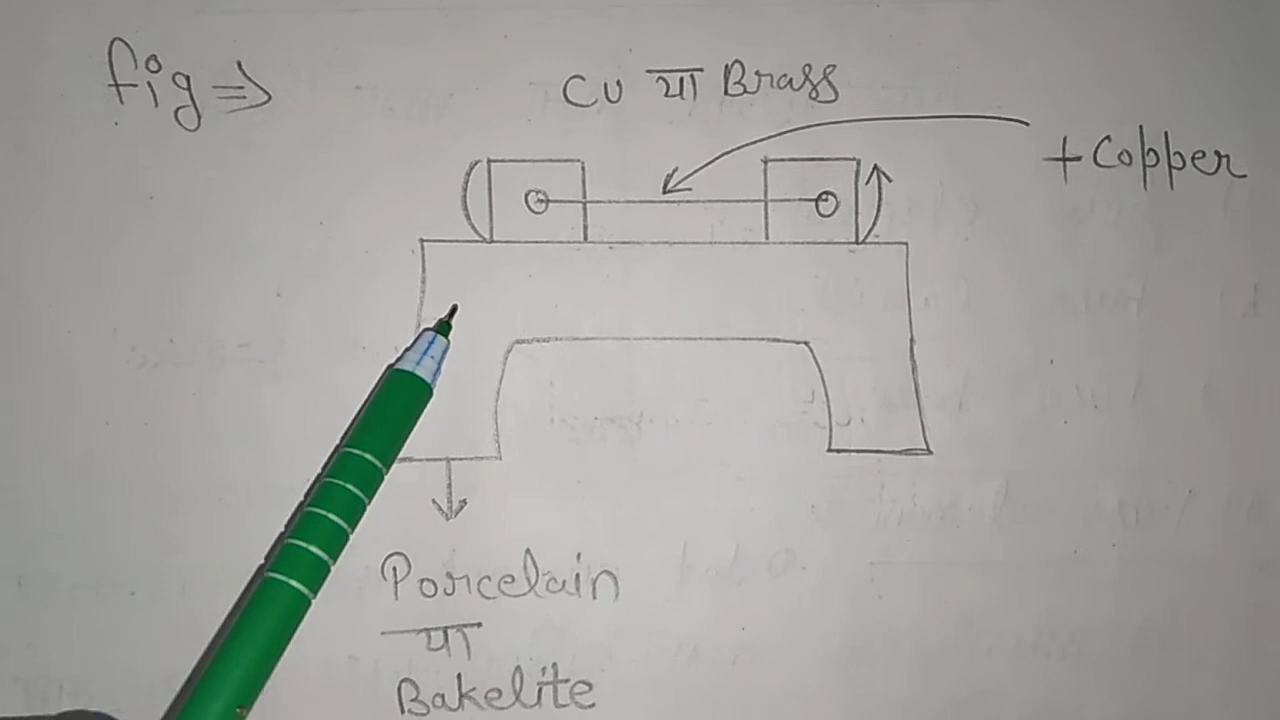 fig ⇒
Cu या Brass
+Copper
Porcelain
या
Bakelite